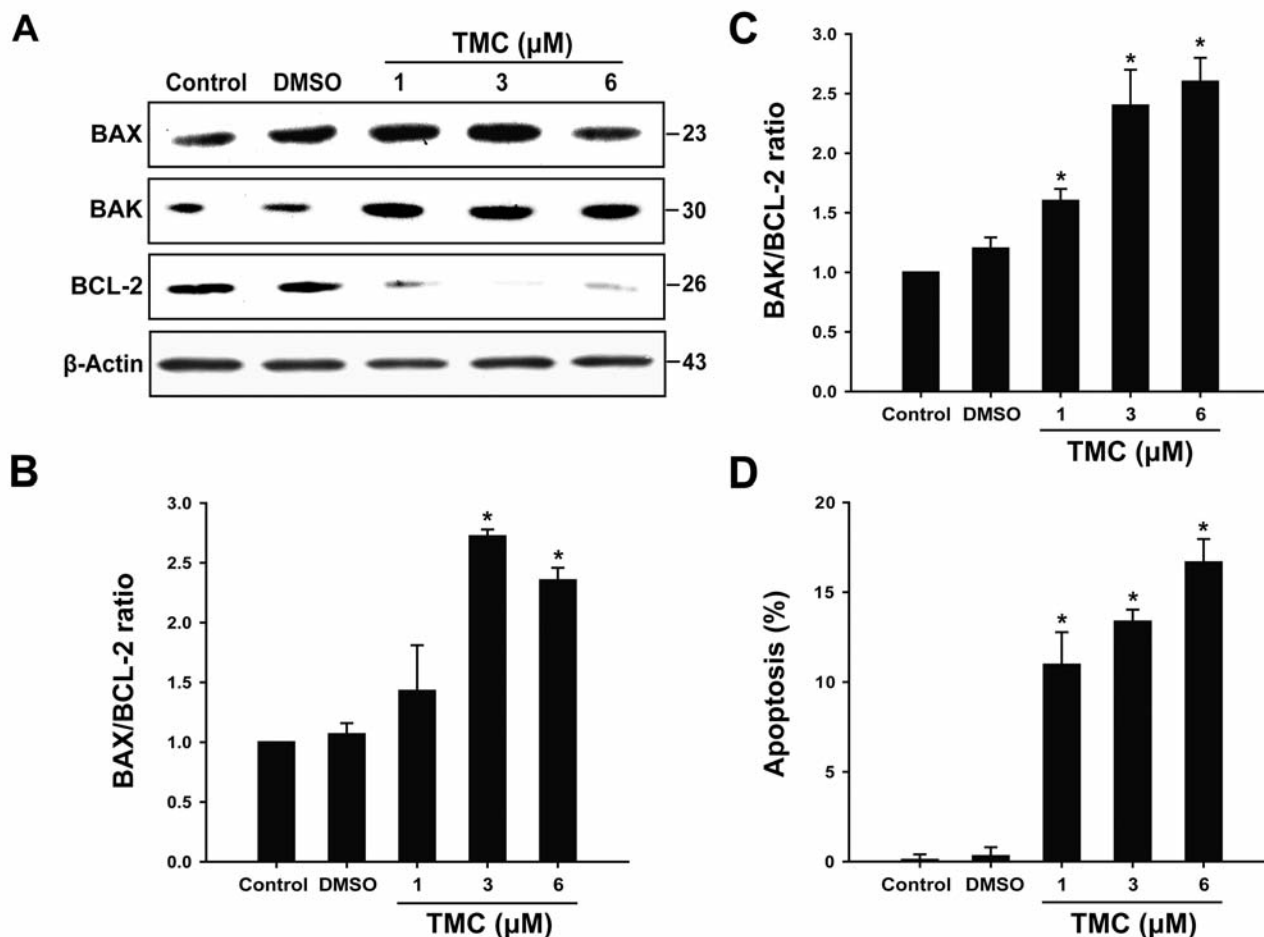 A
TMC (µM)
Control DMSO 1 3 6
BAX 23
BAK 30
BCL-2 26
β-Actin 43
B
BAX/BCL-2 ratio
3.0
2.5
2.0
1.5
1.0
0.5
0.0
* *
Control DMSO 1 3 6
TMC (µM)
C
BAK/BCL-2 ratio
3.0
2.5
2.0
1.5
1.0
0.5
0.0
* * *
Control DMSO 1 3 6
TMC (µM)
D
Apoptosis (%)
20
15
10
5
0
* * *
Control DMSO 1 3 6
TMC (µM)